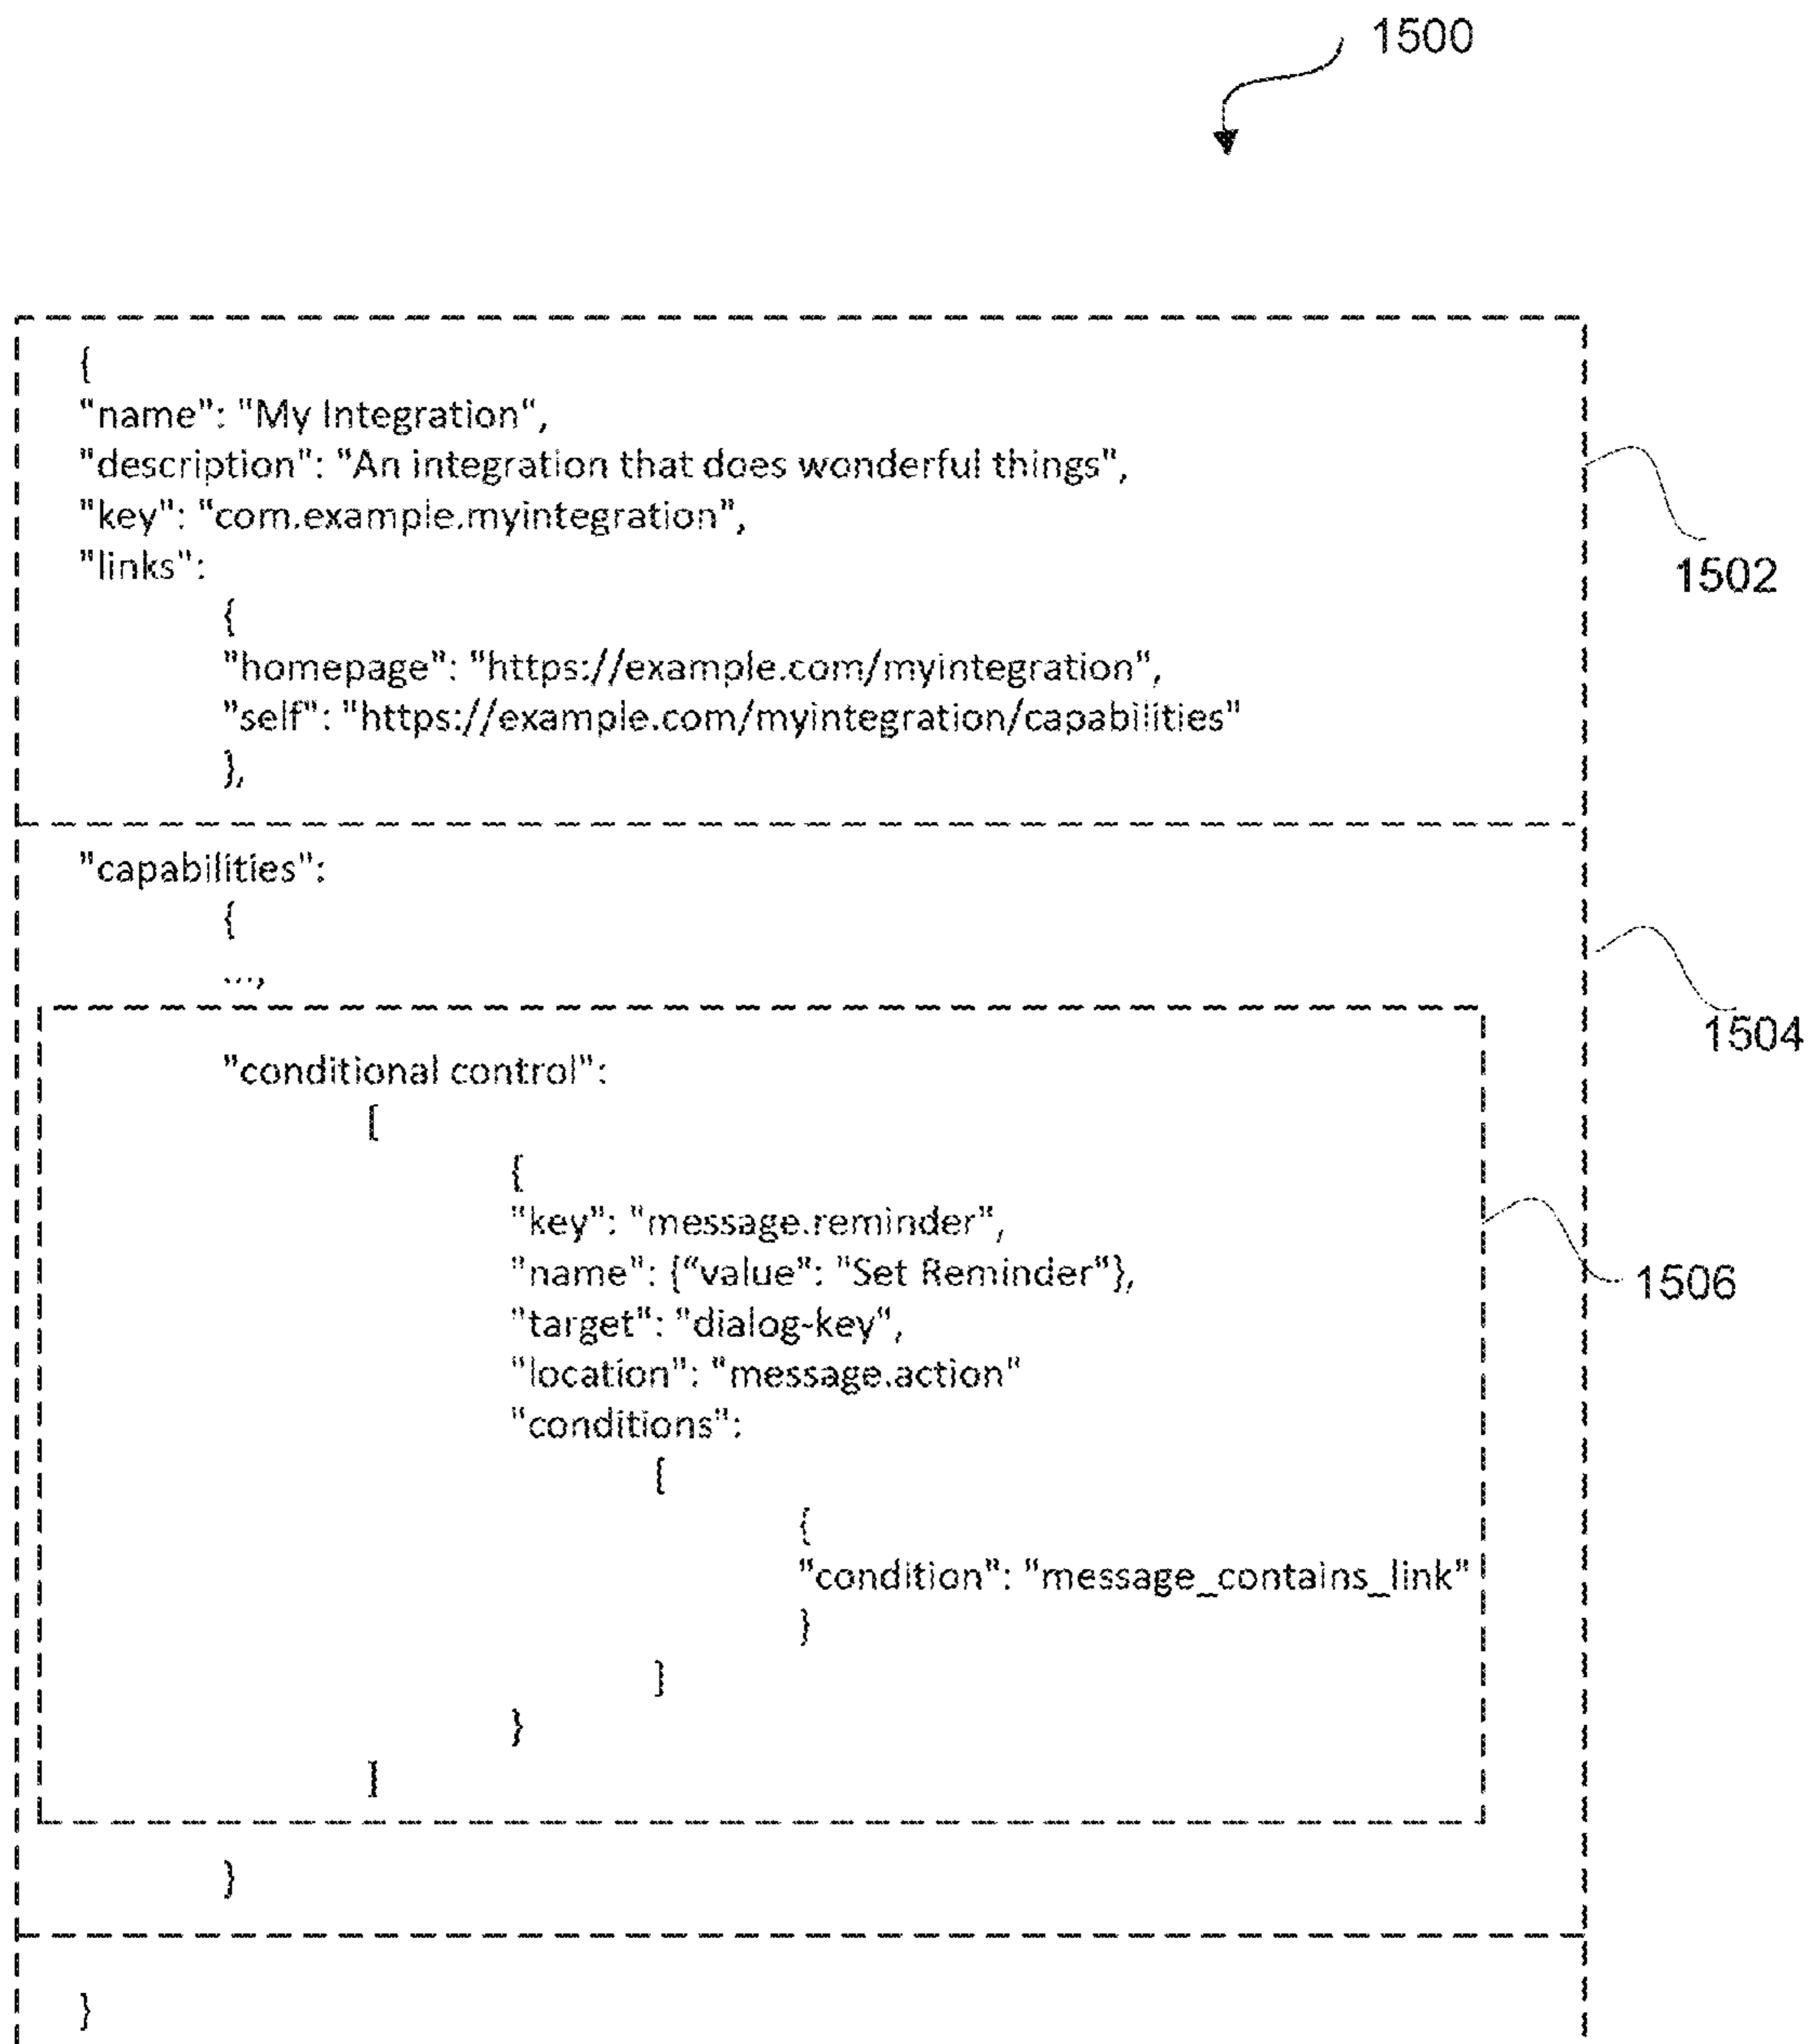 1500
{
"name": "My Integration“,
"description": "An integration that does wonderful things",
"key": "com.example.myintegration",
"links":
{
"homepage": "https://example.com/myintegration",
"self": "https://example.com/myintegration/capabilities"
},
1502
"capabilities":
{
...,
1504
"conditional control":
[
{
"key": "message.reminder",
"name": {“value": "Set Reminder"},
1506
"target": "dialog-key",
"location": "message.action"
"conditions":
[
{
"condition": "message_contains_link"
}
]
}
]
}
}